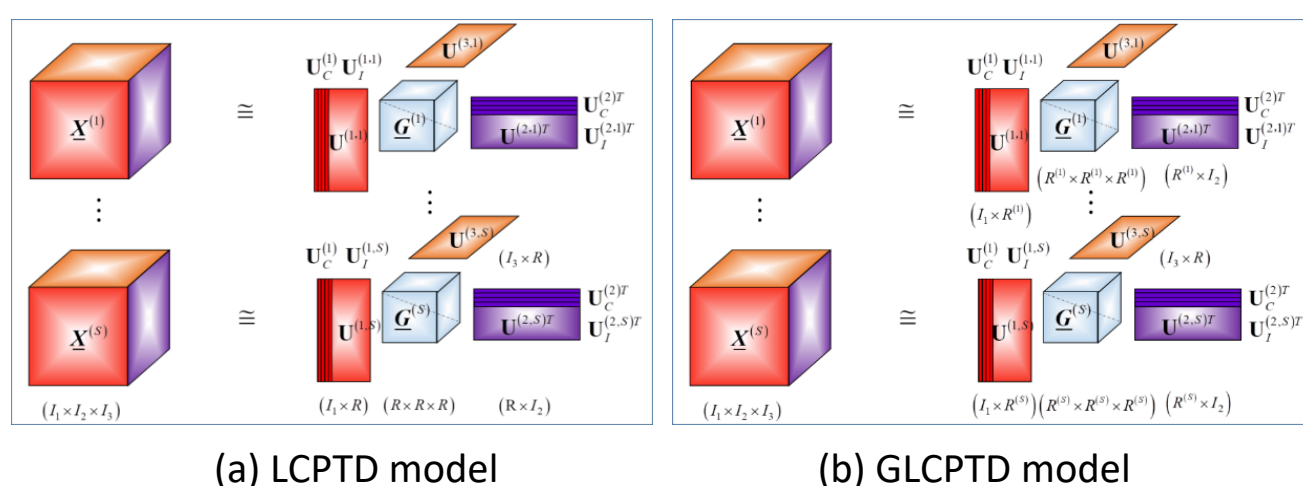 U^{(3,1)}
U_C^{(1)} U_I^{(1,1)}
X^{(1)} ≅ U^{(1,1)} G^{(1)} U^{(2,1)T} U_C^{(2)T}
U_I^{(2,1)T}
⋮ ⋮
U^{(3,S)}
U_C^{(1)} U_I^{(1,S)} (I_3 × R)
X^{(S)} ≅ U^{(1,S)} G^{(S)} U^{(2,S)T} U_C^{(2)T}
U_I^{(2,S)T}
(I_1 × I_2 × I_3) (I_1 × R) (R × R × R) (R × I_2)
(a) LCPTD model
U^{(3,1)}
U_C^{(1)} U_I^{(1,1)}
X^{(1)} ≅ U^{(1,1)} G^{(1)} U^{(2,1)T} U_C^{(2)T}
U_I^{(2,1)T}
(R^{(1)} × R^{(1)} × R^{(1)}) (R^{(1)} × I_2)
⋮ ⋮
(I_1 × R^{(1)})
U^{(3,S)}
U_C^{(1)} U_I^{(1,S)} (I_3 × R)
X^{(S)} ≅ U^{(1,S)} G^{(S)} U^{(2,S)T} U_C^{(2)T}
U_I^{(2,S)T}
(I_1 × I_2 × I_3) (I_1 × R^{(S)}) (R^{(S)} × R^{(S)} × R^{(S)}) (R^{(S)} × I_2)
(b) GLCPTD model